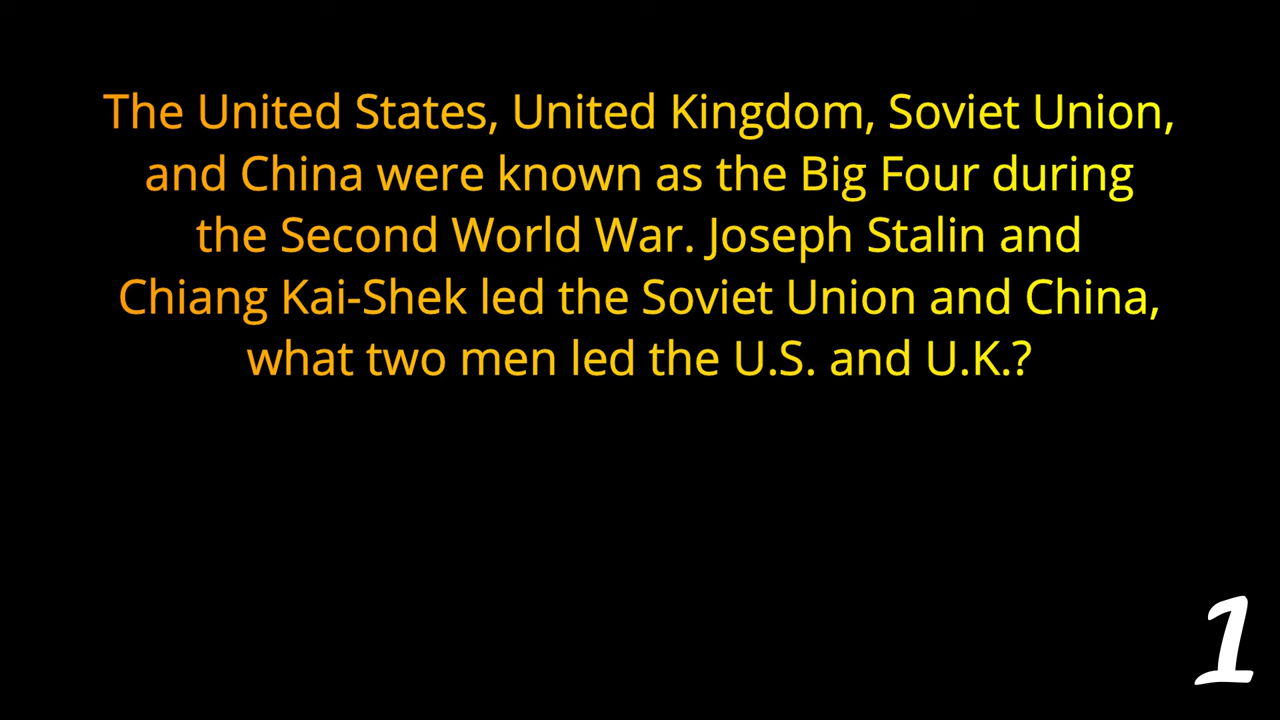 The United States, United Kingdom, Soviet Union,
and China were known as the Big Four during
the Second World War. Joseph Stalin and
Chiang Kai-Shek led the Soviet Union and China,
what two men led the U.S. and U.K.?
1